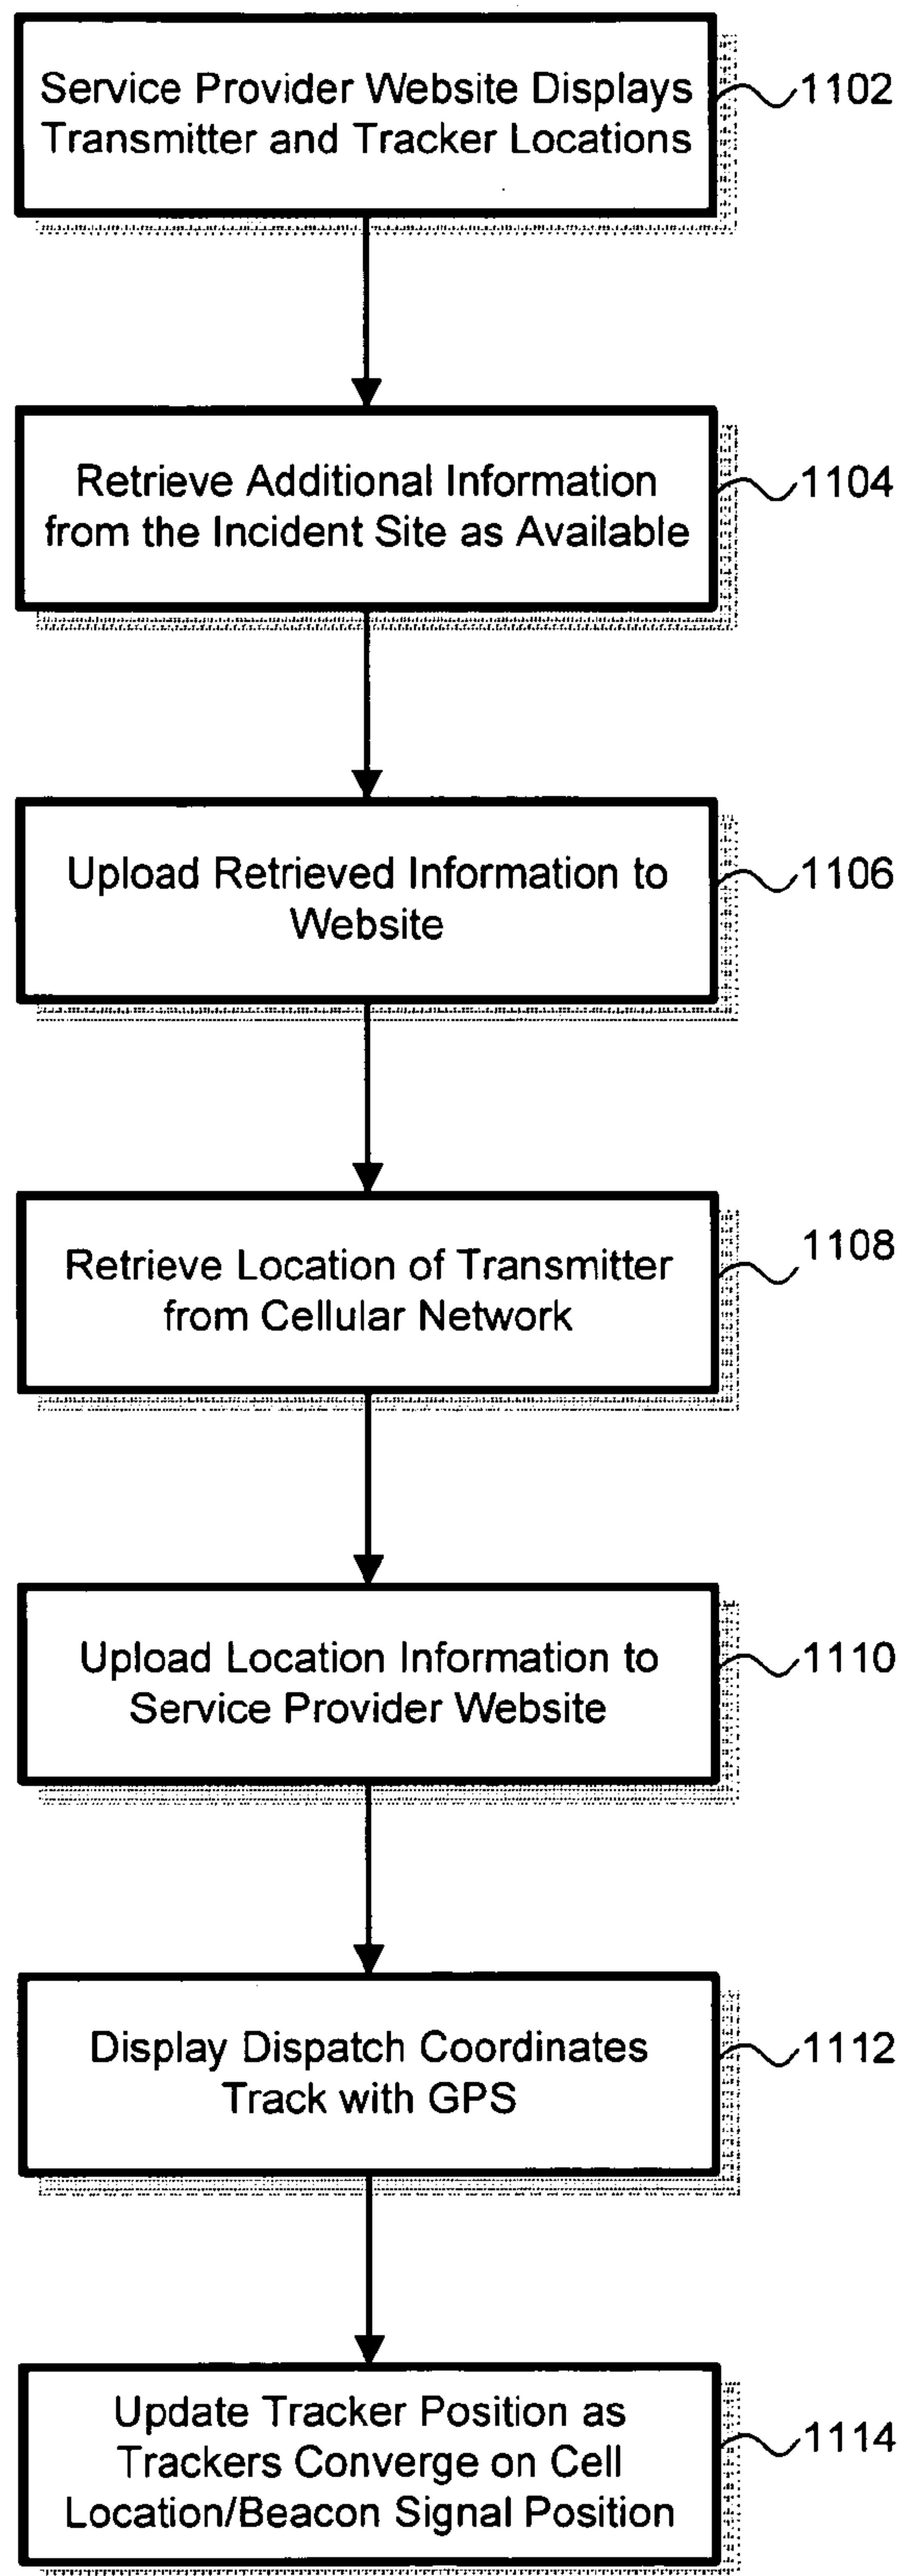 Service Provider Website Displays
Transmitter and Tracker Locations
1102
Retrieve Additional Information
from the Incident Site as Available
1104
Upload Retrieved Information to
Website
1106
Retrieve Location of Transmitter
from Cellular Network
1108
Upload Location Information to
Service Provider Website
1110
Display Dispatch Coordinates
Track with GPS
1112
Update Tracker Position as
Trackers Converge on Cell
Location/Beacon Signal Position
1114